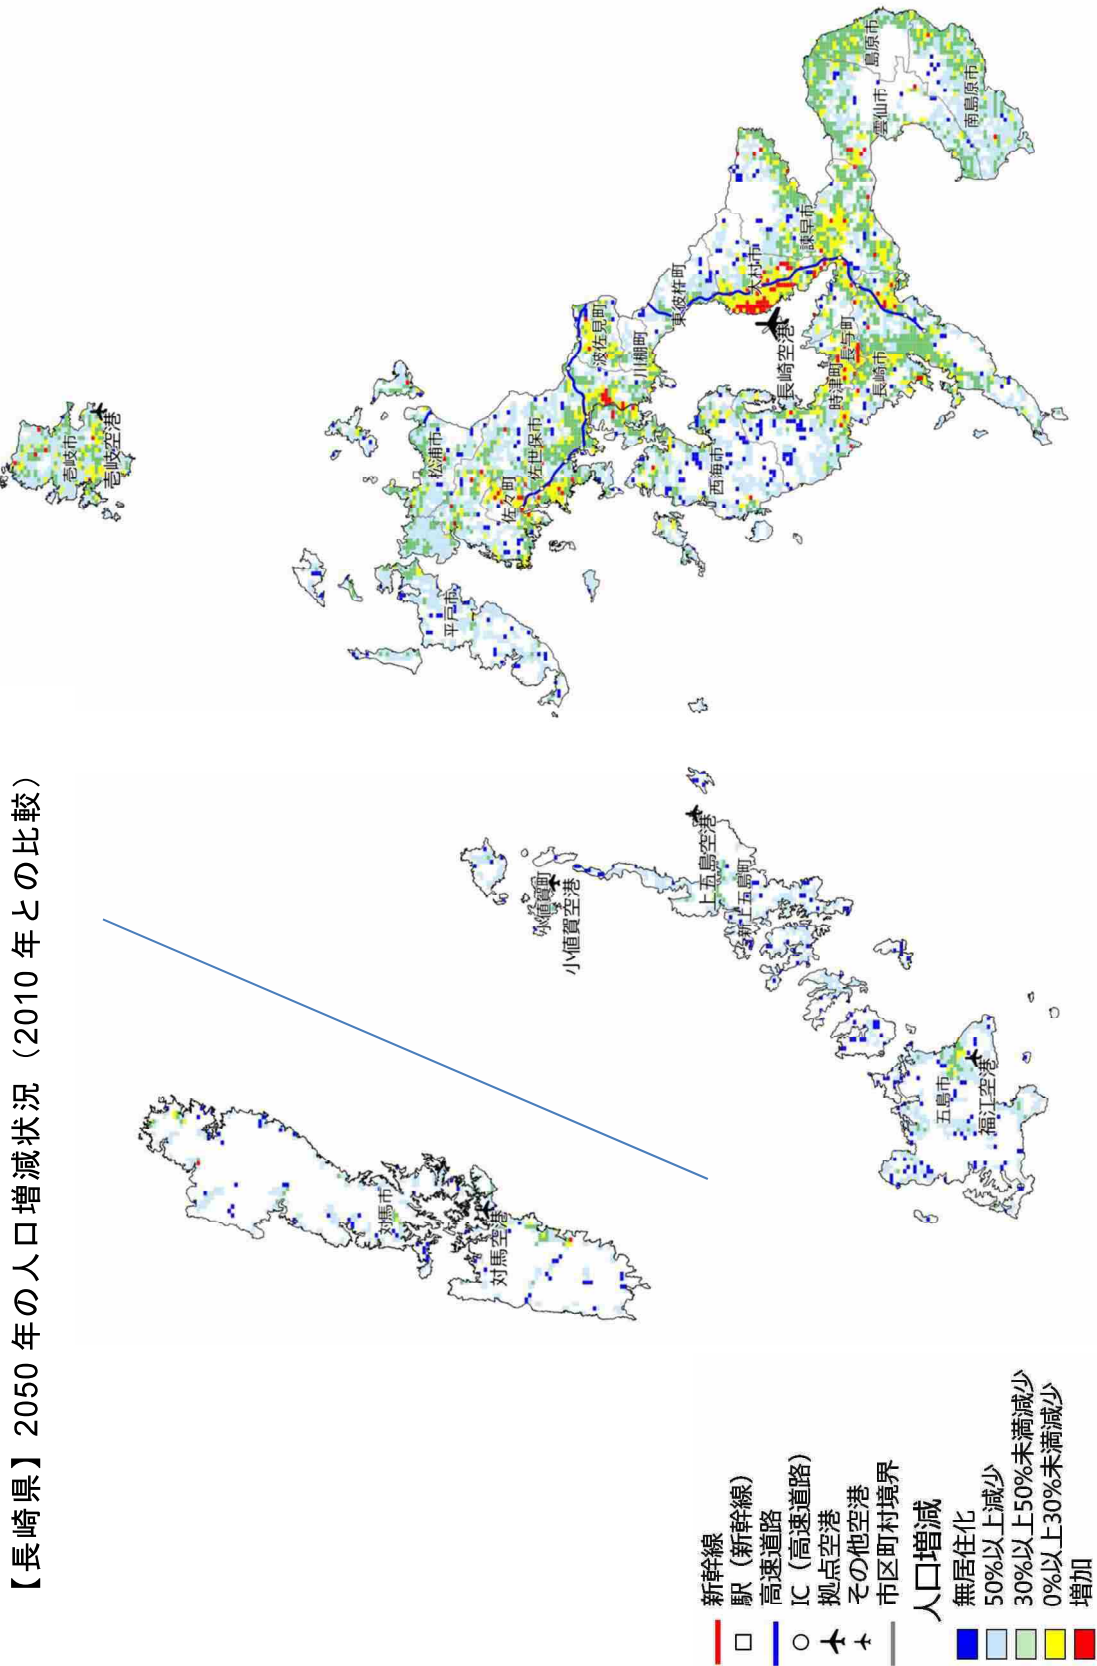 【長崎県】2050 年の人口増減状況（2010 年との比較）
壱岐市
壱岐空港
対馬市
対馬空港
小値賀町
小値賀空港
上五島空港
新上五島町
五島市
福江空港
平戸市
松浦市
佐々町
佐世保市
波佐見町
川棚町
東彼杵町
大村市
長崎空港
西海市
時津町
長与町
長崎市
諫早市
雲仙市
島原市
南島原市
新幹線
駅（新幹線）
高速道路
IC（高速道路）
拠点空港
その他空港
市区町村境界
人口増減
無居住化
50%以上減少
30%以上50%未満減少
0%以上30%未満減少
増加